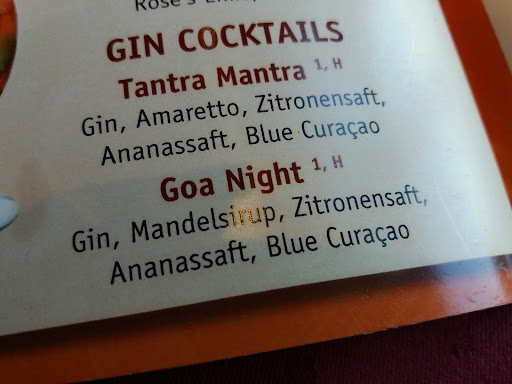 Rose's
GIN COCKTAILS
Tantra Mantra 1, H
Gin, Amaretto, Zitronensaft,
Ananassaft, Blue Curaçao
Goa Night 1, H
Gin, Mandelsirup, Zitronensaft,
Ananassaft, Blue Curaçao